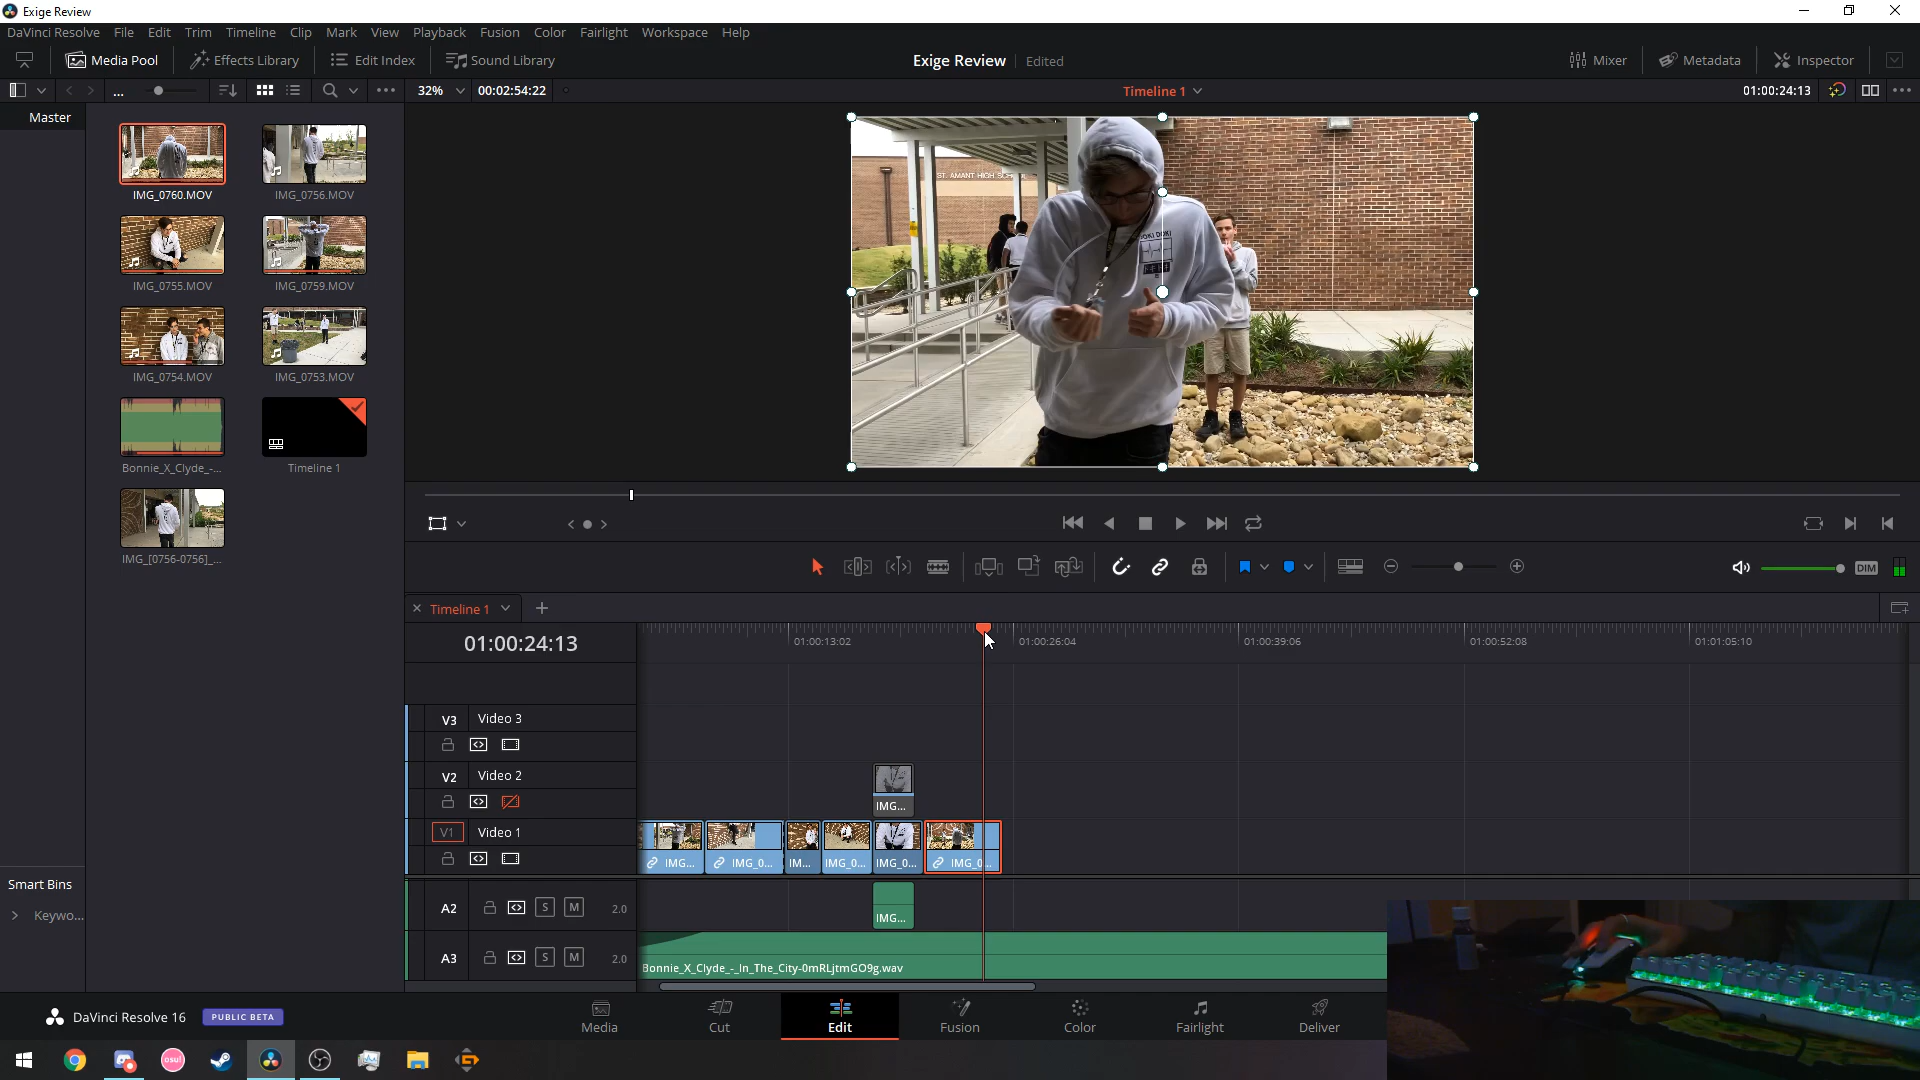 Exige Review
DaVinci Resolve File Edit Trim Timeline Clip Mark View Playback Fusion Color Fairlight Workspace Help
Media Pool Effects Library Edit Index Sound Library Exige Review Edited Mixer Metadata Inspector
... 32% 00:02:54:22 Timeline 1 01:00:24:13
Master
IMG_0760.MOV IMG_0756.MOV
IMG_0755.MOV IMG_0759.MOV
IMG_0754.MOV IMG_0753.MOV
Bonnie_X_Clyde_-... Timeline 1
IMG_[0756-0756]_...
ST. AMANT HIGH
DOKI DOKI
DIM
Timeline 1
01:00:24:13 01:00:13:02 01:00:26:04 01:00:39:06 01:00:52:08 01:01:05:10
V3 Video 3
V2 Video 2
IMG...
V1 Video 1
IMG... IMG_0... IM... IMG_0... IMG_0... IMG_0...
Smart Bins
Keywo...
A2 S M 2.0
IMG...
A3 S M 2.0
Bonnie_X_Clyde_-_In_The_City-0mRLjtmGO9g.wav
DaVinci Resolve 16 PUBLIC BETA
Media Cut Edit Fusion Color Fairlight Deliver
osu!